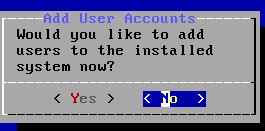 Add User Accounts
Would you like to add
users to the installed
system now?
< Yes > < No >